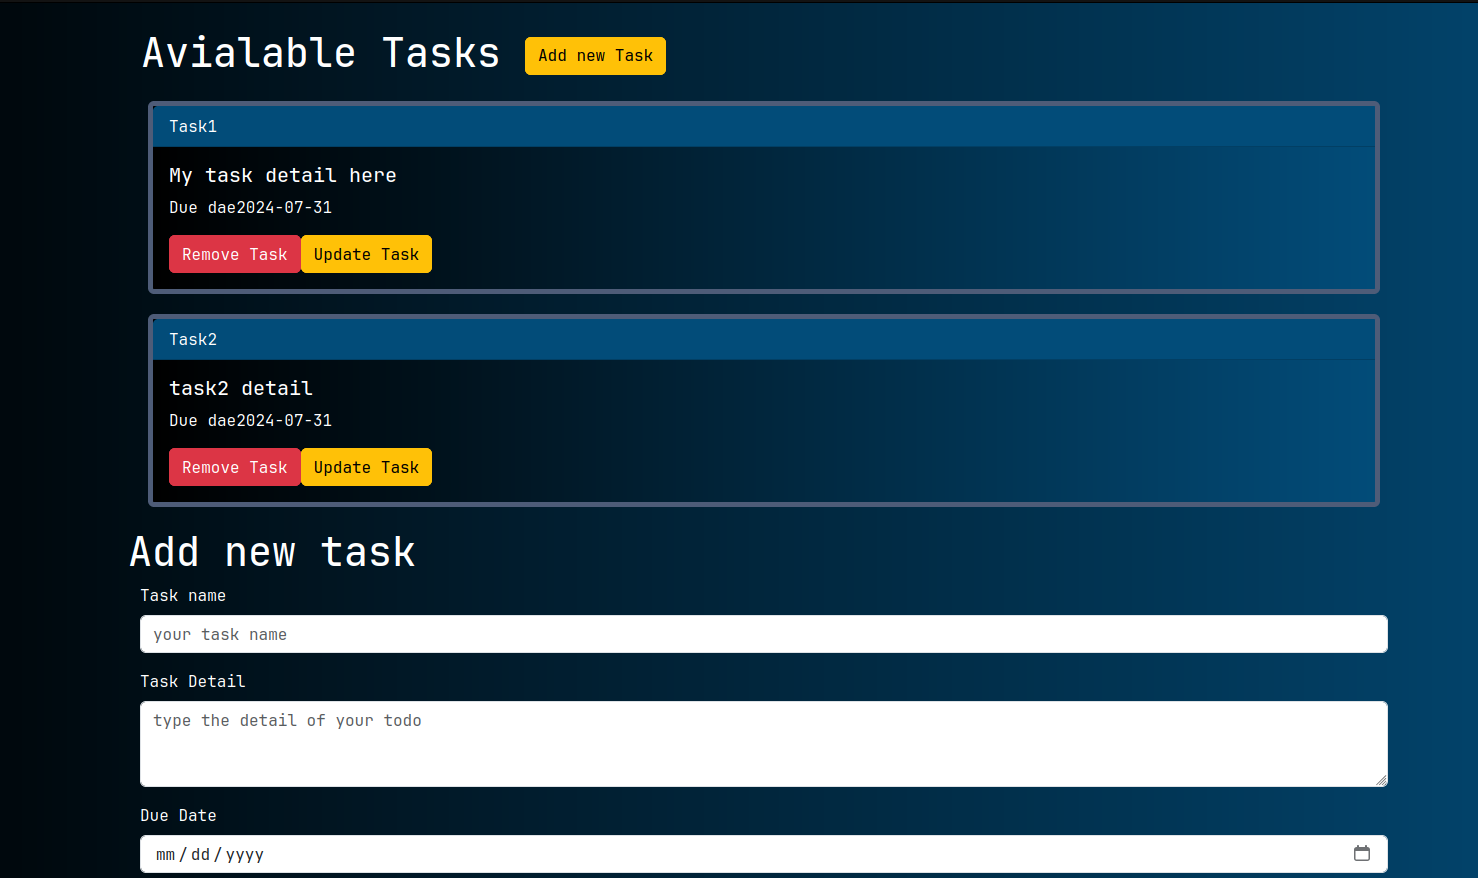 Avialable Tasks Add new Task
Task1
My task detail here
Due dae2024-07-31
Remove Task Update Task
Task2
task2 detail
Due dae2024-07-31
Remove Task Update Task
Add new task
Task name
your task name
Task Detail
type the detail of your todo
Due Date
mm/dd/yyyy